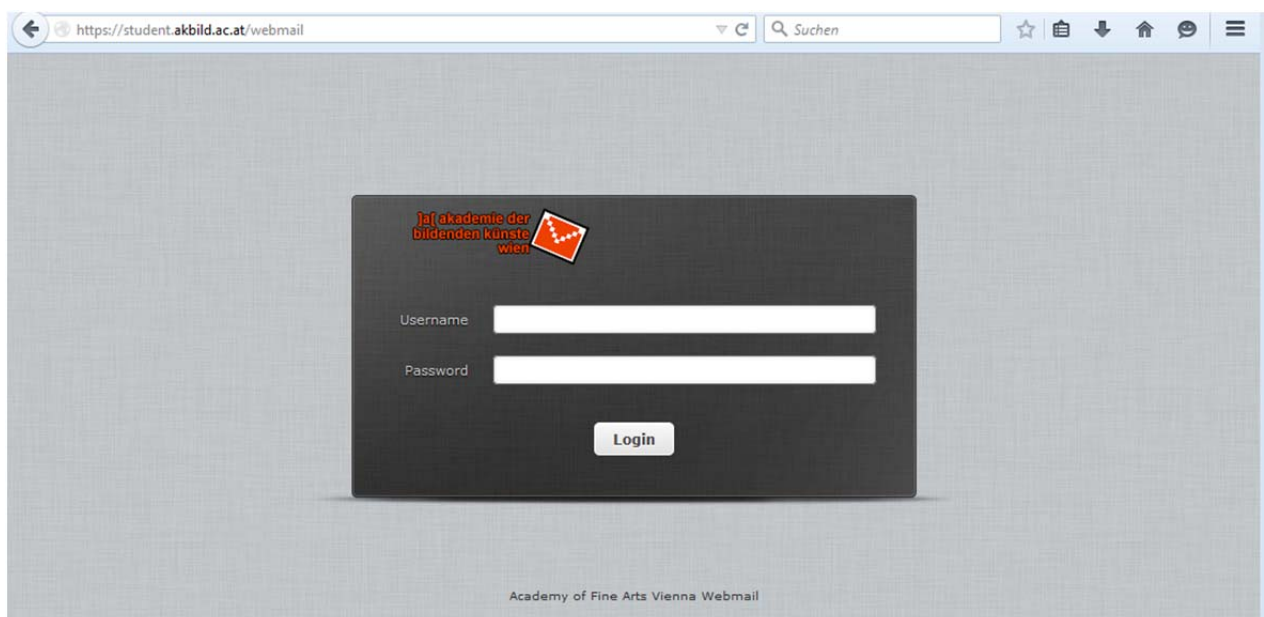 https://student.akbild.ac.at/webmail
Suchen
]a[ akademie der
bildenden künste
wien
Username
Password
Login
Academy of Fine Arts Vienna Webmail